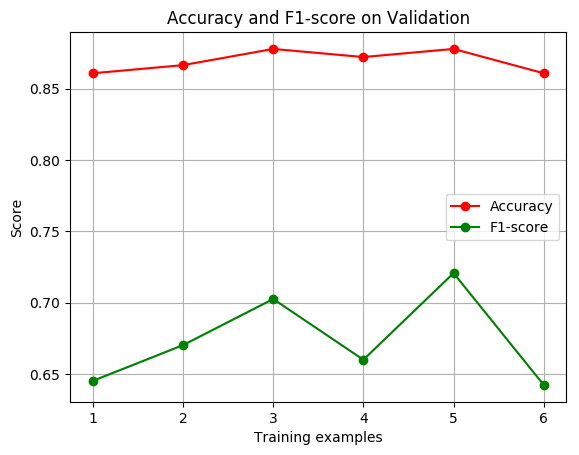 Accuracy and F1-score on Validation
0.85
0.80
0.75
0.70
0.65
Score
Accuracy
F1-score
1 2 3 4 5 6
Training examples